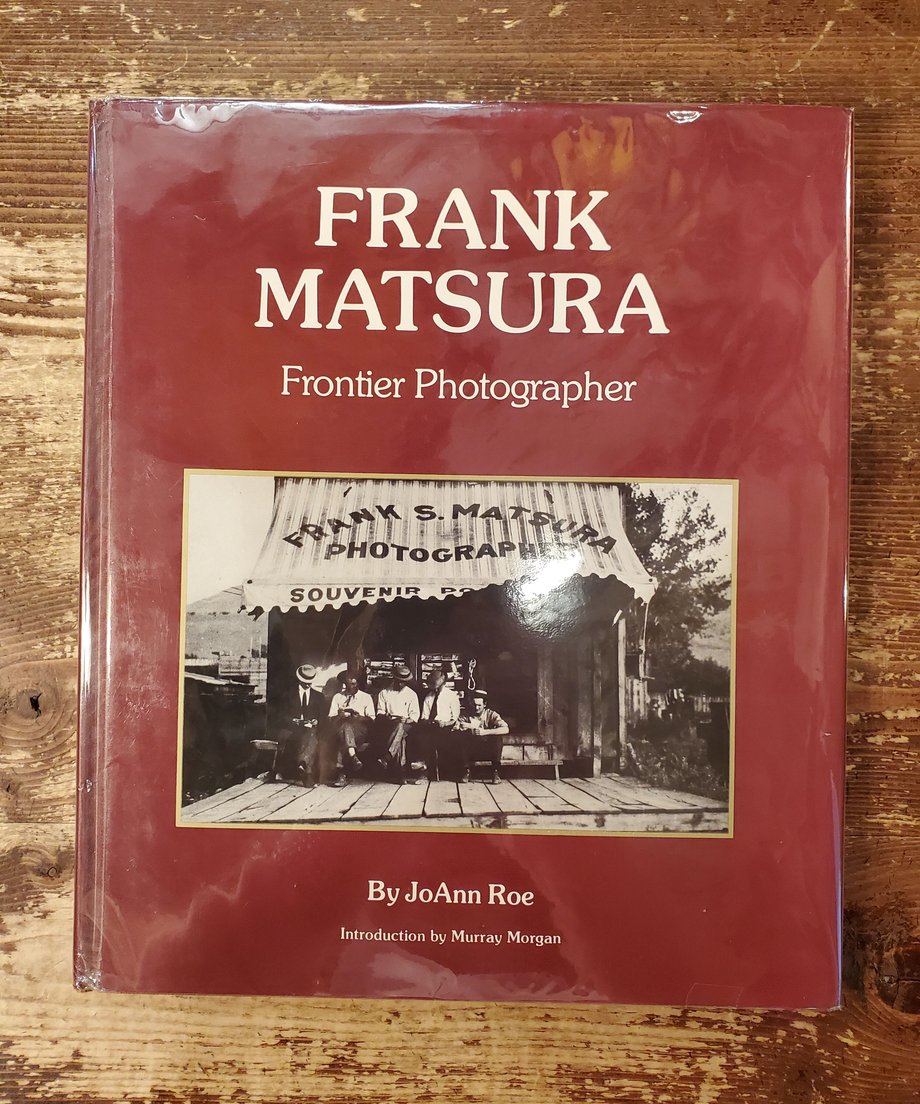 FRANK
MATSURA
Frontier Photographer
FRANK S. MATSURA
SOUVENIR
By JoAnn Roe
Introduction by Murray Morgan